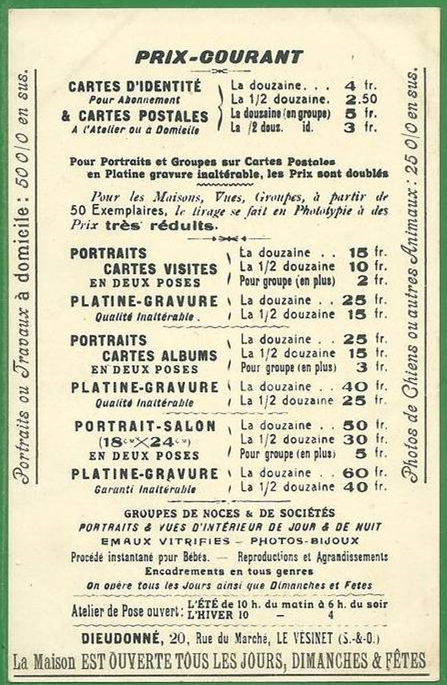 PRIX-COURANT
CARTES D'IDENTITÉ La douzaine. . . 4 fr.
Pour Abonnement La 1/2 douzaine. 2.50
& CARTES POSTALES La douzaine (en groupe) 5 fr.
A l'Atelier ou à Domicile La 1/2 douz. id. 3 fr.
Pour Portraits et Groupes sur Cartes Postales
en Platine gravure inaltérable, les Prix sont doublés
Pour les Maisons, Vues, Groupes, à partir de
50 Exemplaires, le tirage se fait en Phototypie à des
Prix très réduits.
PORTRAITS La douzaine . . 15 fr.
CARTES VISITES La 1/2 douzaine 10 fr.
EN DEUX POSES Pour groupe (en plus) 2 fr.
PLATINE-GRAVURE La douzaine . . 25 fr.
Qualité Inaltérable. La 1/2 douzaine 15 fr.
PORTRAITS La douzaine . . 25 fr.
CARTES ALBUMS La 1/2 douzaine 15 fr.
EN DEUX POSES Pour groupe (en plus) 3 fr.
PLATINE-GRAVURE La douzaine . . 40 fr.
Qualité Inaltérable La 1/2 douzaine 25 fr.
PORTRAIT-SALON La douzaine . . 50 fr.
(18cm×24cm) La 1/2 douzaine 30 fr.
EN DEUX POSES Pour groupe (en plus) 5 fr.
PLATINE-GRAVURE La douzaine . . 60 fr.
Garanti Inaltérable La 1/2 douzaine 40 fr.
GROUPES DE NOCES & DE SOCIÉTÉS
PORTRAITS & VUES D'INTÉRIEUR DE JOUR & DE NUIT
EMAUX VITRIFIES – PHOTOS-BIJOUX
Procédé instantané pour Bébés. — Reproductions et Agrandissements
Encadrements en tous genres
On opère tous les Jours ainsi que Dimanches et Fêtes
Atelier de Pose ouvert: L'ÉTÉ de 10 h. du matin à 6 h. du soir
L'HIVER 10 – 4
DIEUDONNÉ, 20, Rue du Marché, LE VESINET (S.-&-O.)
La Maison EST OUVERTE TOUS LES JOURS, DIMANCHES & FÊTES
Portraits ou Travaux à domicile : 50 0/0 en sus.
Photos de Chiens ou autres Animaux : 25 0/0 en sus.